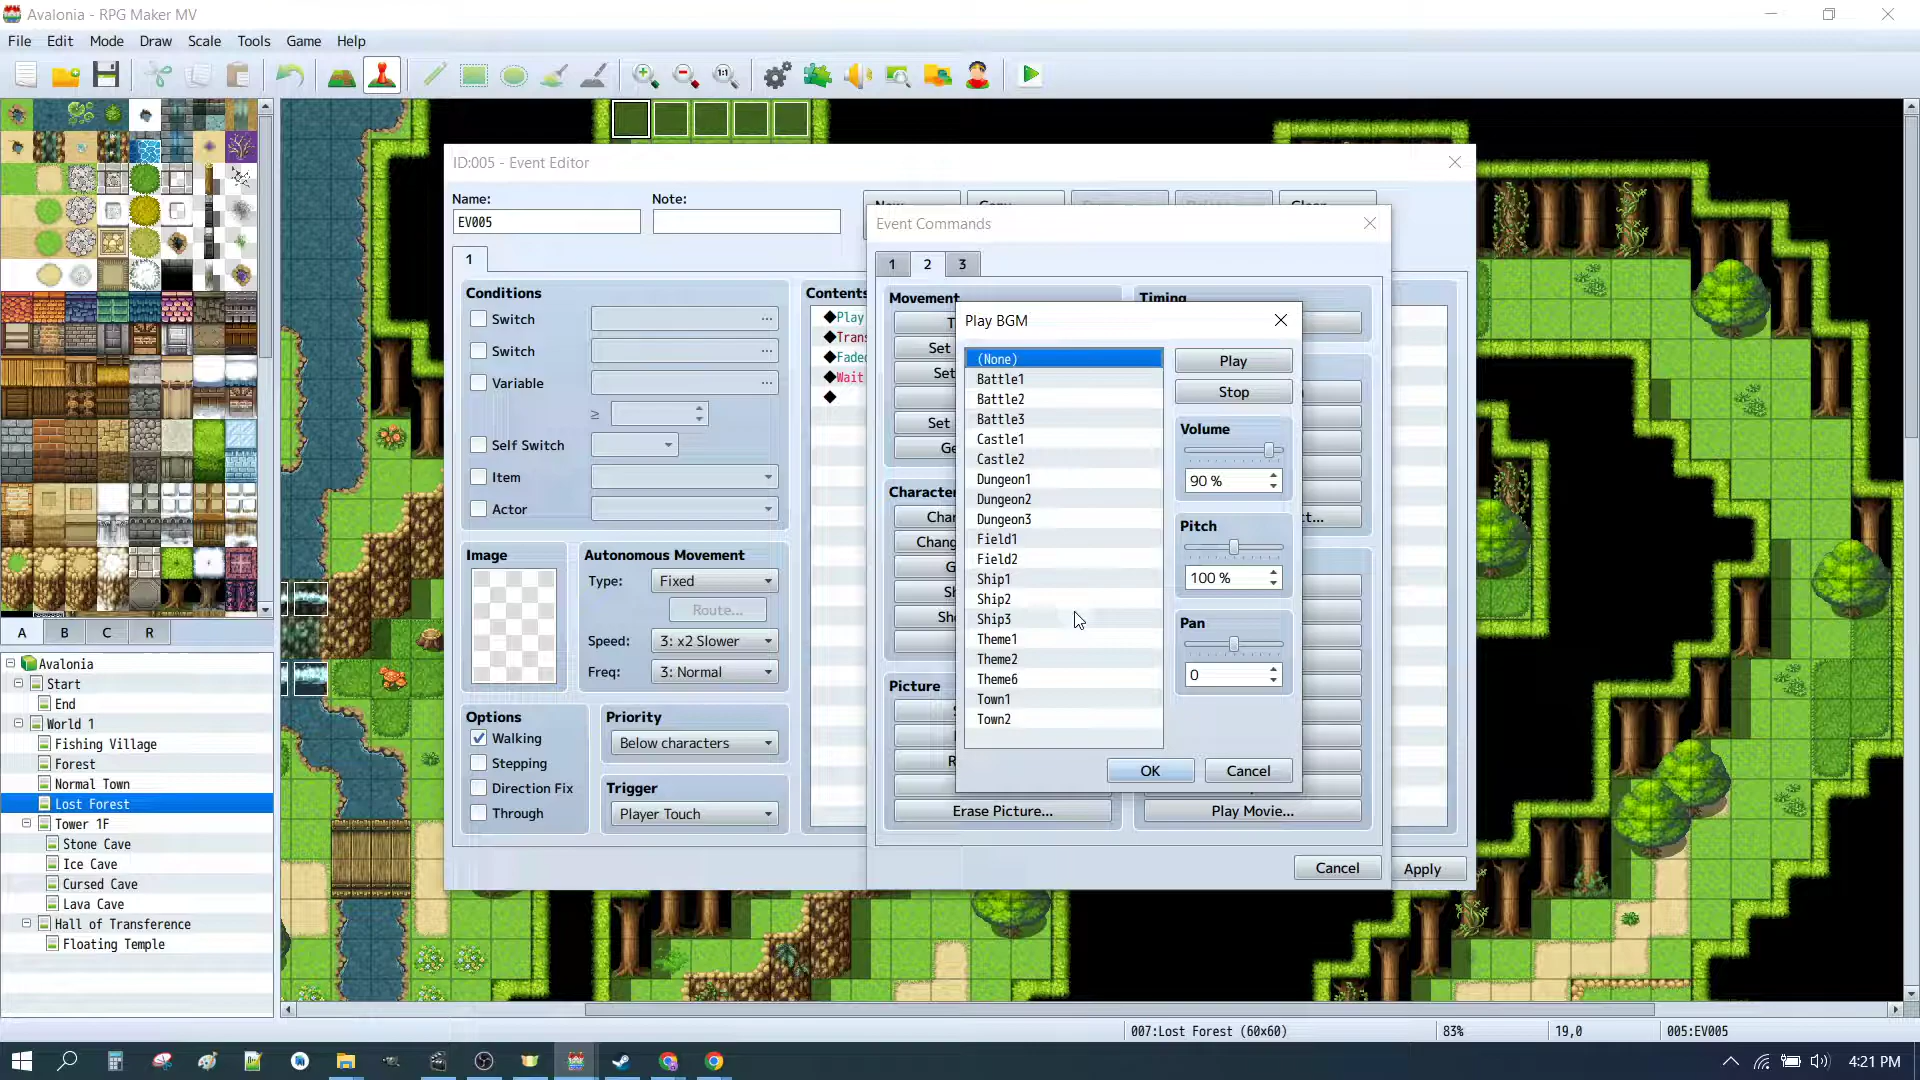 Avalonia - RPG Maker MV
File Edit Mode Draw Scale Tools Game Help
1:1
ID:005 - Event Editor
Name:
EV005
Note:
1
Conditions
Switch
Switch
Variable
≥
Self Switch
Item
Actor
Image
Autonomous Movement
Type: Fixed
Route...
Speed: 3: x2 Slower
Freq: 3: Normal
Options
Walking
Stepping
Direction Fix
Through
Priority
Below characters
Trigger
Player Touch
Contents
◆Play
◆Trans
◆Faded
◆Wait
◆
Apply
Event Commands
1 2 3
Movement
Timing
Set
Set
Set
Picture
Erase Picture...
Play Movie...
Cancel
Play BGM
(None)
Battle1
Battle2
Battle3
Castle1
Castle2
Dungeon1
Dungeon2
Dungeon3
Field1
Field2
Ship1
Ship2
Ship3
Theme1
Theme2
Theme6
Town1
Town2
Play
Stop
Volume
90 %
Pitch
100 %
Pan
0
OK Cancel
A B C R
Avalonia
Start
End
World 1
Fishing Village
Forest
Normal Town
Lost Forest
Tower 1F
Stone Cave
Ice Cave
Cursed Cave
Lava Cave
Hall of Transference
Floating Temple
007:Lost Forest (60x60) 83% 19,0 005:EV005
4:21 PM